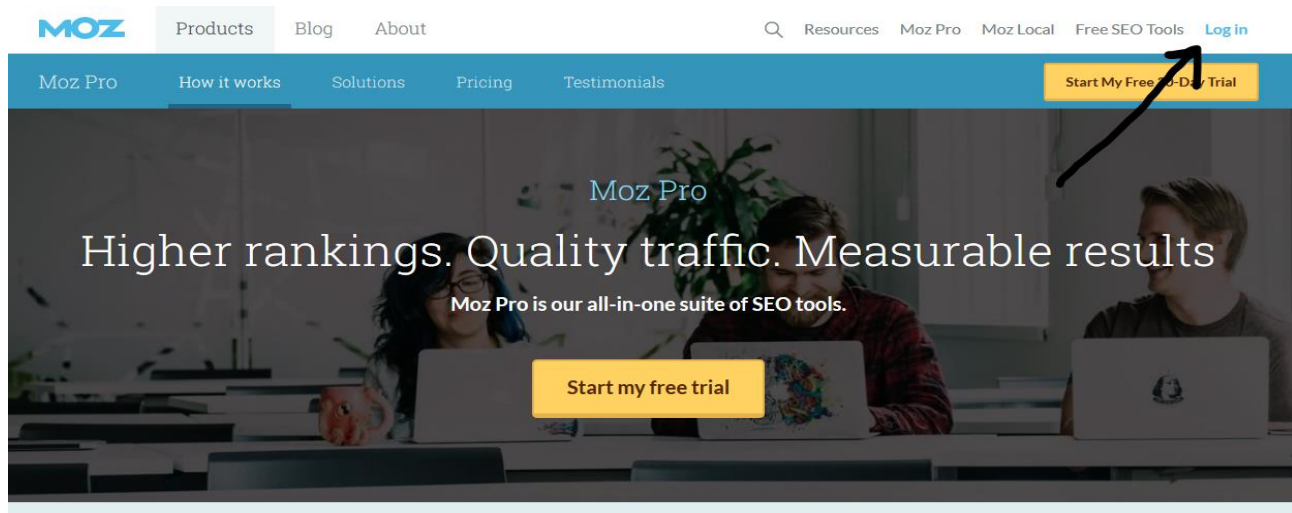 MOZ Products Blog About Resources Moz Pro Moz Local Free SEO Tools Log in
Moz Pro How it works Solutions Pricing Testimonials Start My Free 30-Day Trial
Moz Pro
Higher rankings. Quality traffic. Measurable results
Moz Pro is our all-in-one suite of SEO tools.
Start my free trial